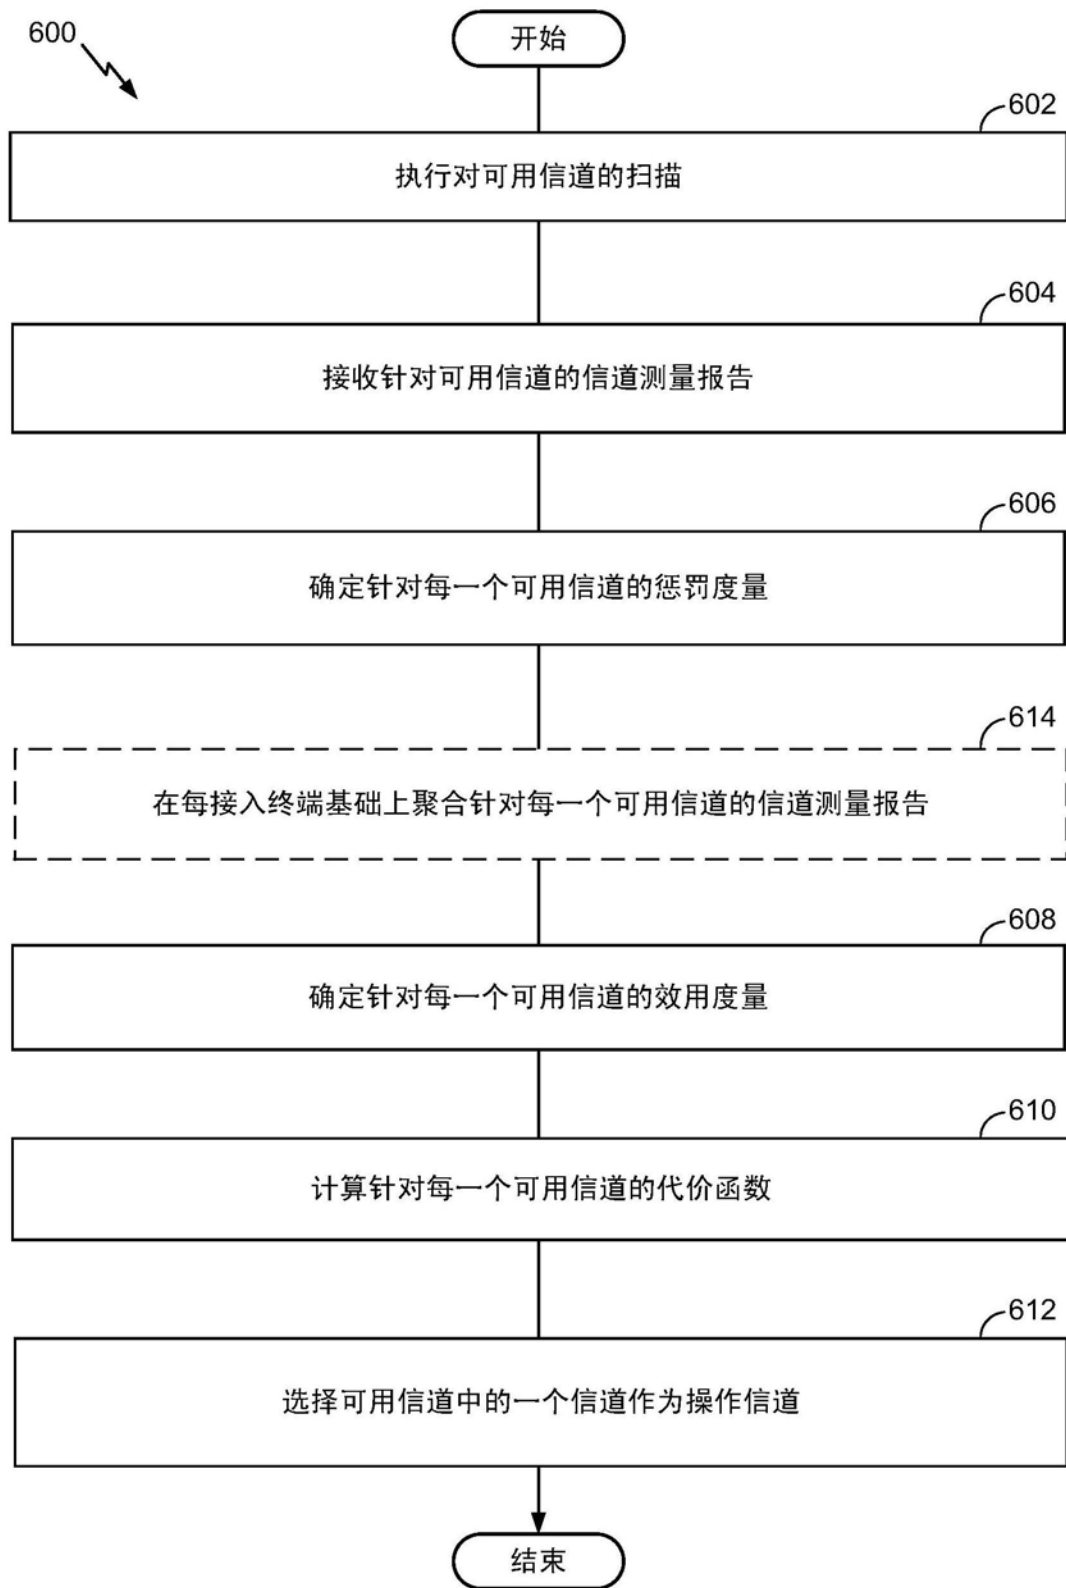 600
开始
602
执行对可用信道的扫描
604
接收针对可用信道的信道测量报告
606
确定针对每一个可用信道的惩罚度量
614
在每接入终端基础上聚合针对每一个可用信道的信道测量报告
608
确定针对每一个可用信道的效用度量
610
计算针对每一个可用信道的代价函数
612
选择可用信道中的一个信道作为操作信道
结束